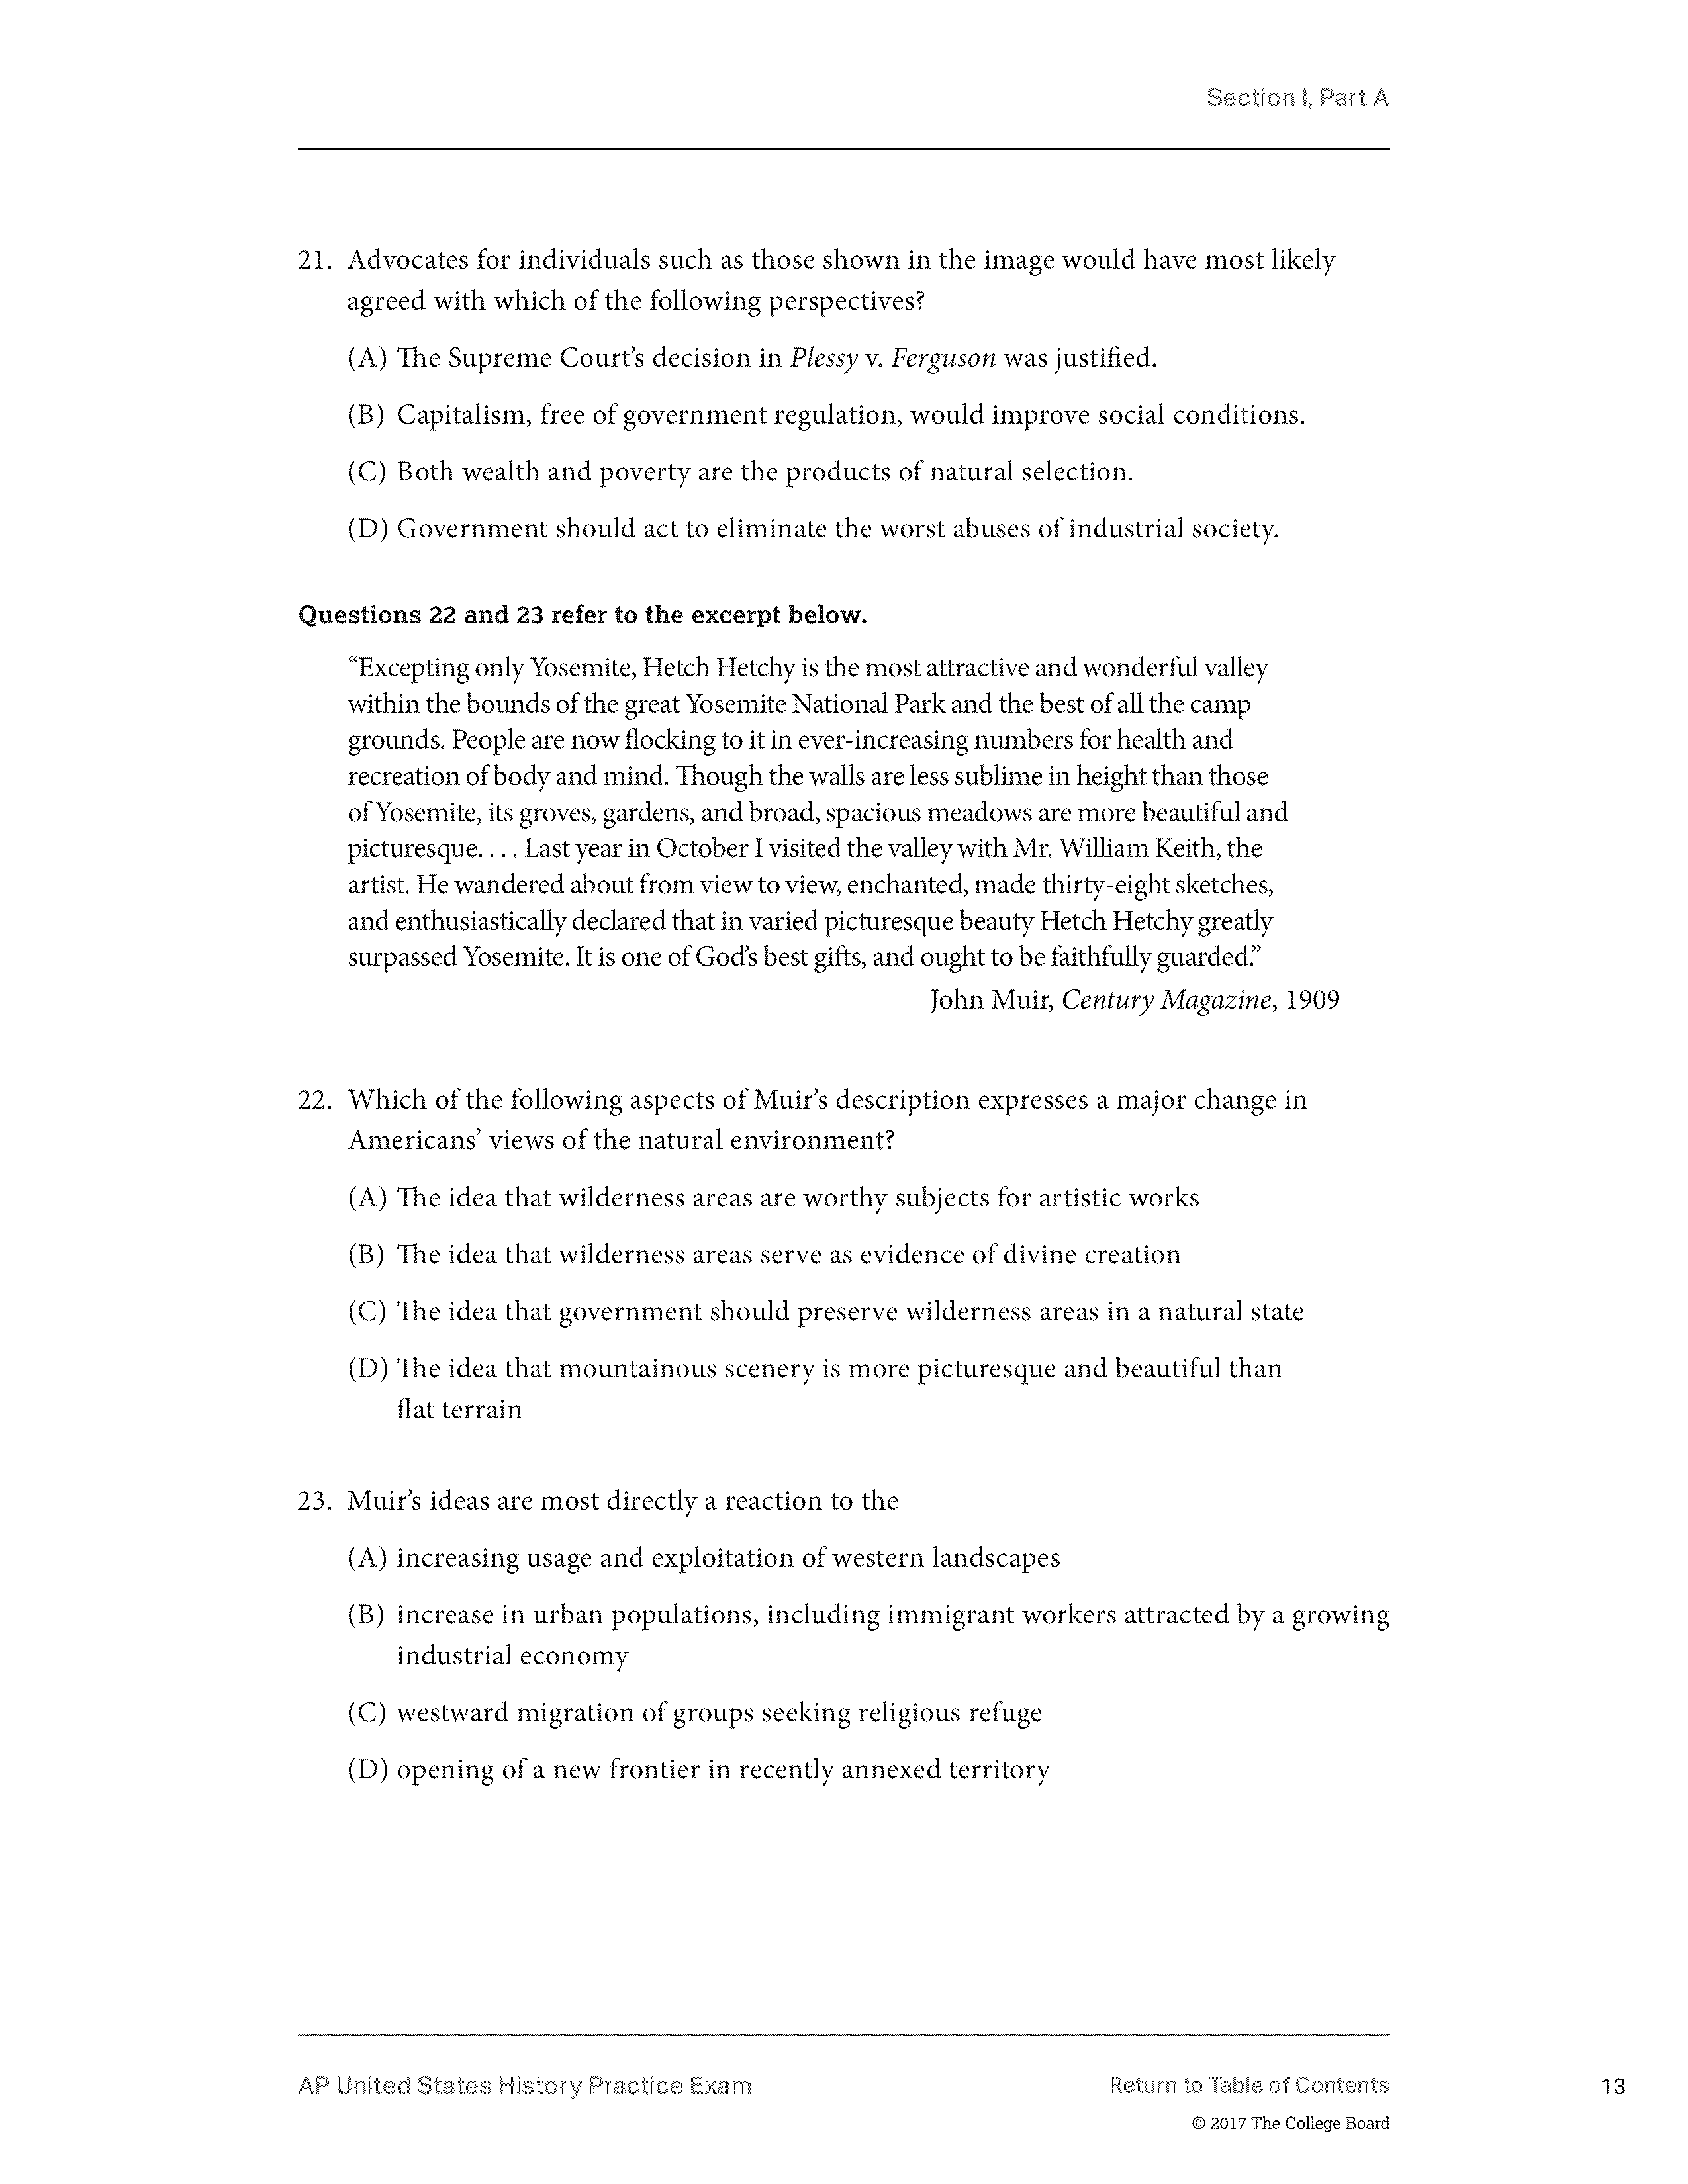 Section I, Part A
21. Advocates for individuals such as those shown in the image would have most likely
agreed with which of the following perspectives?
(A) The Supreme Court’s decision in Plessy v. Ferguson was justified.
(B) Capitalism, free of government regulation, would improve social conditions.
(C) Both wealth and poverty are the products of natural selection.
(D) Government should act to eliminate the worst abuses of industrial society.
Questions 22 and 23 refer to the excerpt below.
“Excepting only Yosemite, Hetch Hetchy is the most attractive and wonderful valley
within the bounds of the great Yosemite National Park and the best of all the camp
grounds. People are now flocking to it in ever-increasing numbers for health and
recreation of body and mind. Though the walls are less sublime in height than those
of Yosemite, its groves, gardens, and broad, spacious meadows are more beautiful and
picturesque. . . . Last year in October I visited the valley with Mr. William Keith, the
artist. He wandered about from view to view, enchanted, made thirty-eight sketches,
and enthusiastically declared that in varied picturesque beauty Hetch Hetchy greatly
surpassed Yosemite. It is one of God’s best gifts, and ought to be faithfully guarded.”
John Muir, Century Magazine, 1909
22. Which of the following aspects of Muir’s description expresses a major change in
Americans’ views of the natural environment?
(A) The idea that wilderness areas are worthy subjects for artistic works
(B) The idea that wilderness areas serve as evidence of divine creation
(C) The idea that government should preserve wilderness areas in a natural state
(D) The idea that mountainous scenery is more picturesque and beautiful than
flat terrain
23. Muir’s ideas are most directly a reaction to the
(A) increasing usage and exploitation of western landscapes
(B) increase in urban populations, including immigrant workers attracted by a growing
industrial economy
(C) westward migration of groups seeking religious refuge
(D) opening of a new frontier in recently annexed territory
AP United States History Practice Exam
Return to Table of Contents
13
© 2017 The College Board